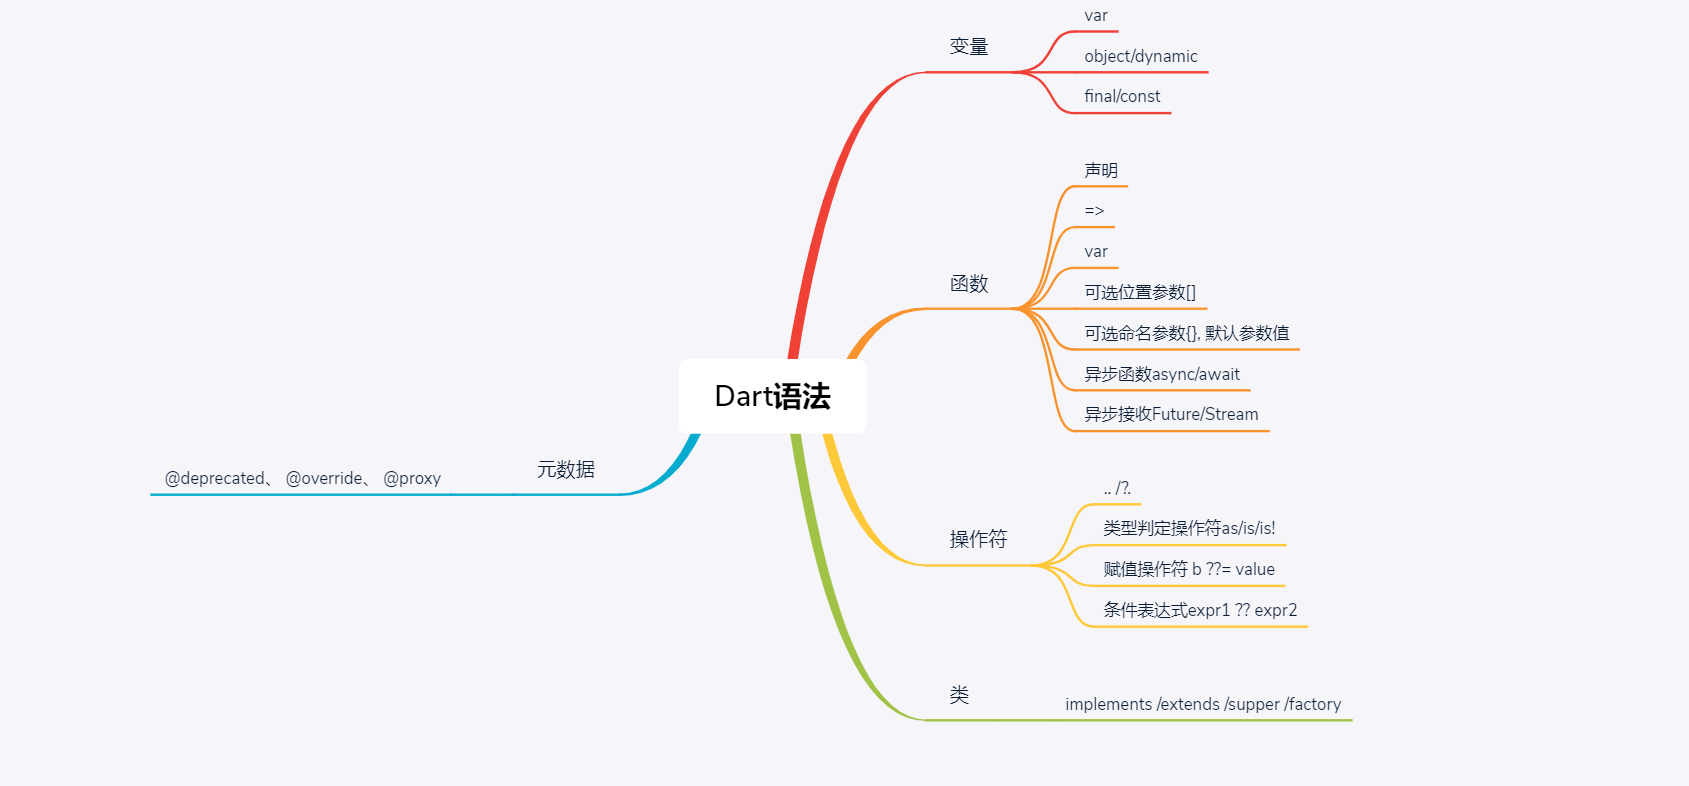 Dart语法
变量
var
object/dynamic
final/const
函数
声明
=>
var
可选位置参数[]
可选命名参数{}, 默认参数值
异步函数async/await
异步接收Future/Stream
操作符
.. /?.
类型判定操作符as/is/is!
赋值操作符 b ??= value
条件表达式expr1 ?? expr2
类
implements /extends /supper /factory
元数据
@deprecated、 @override、 @proxy